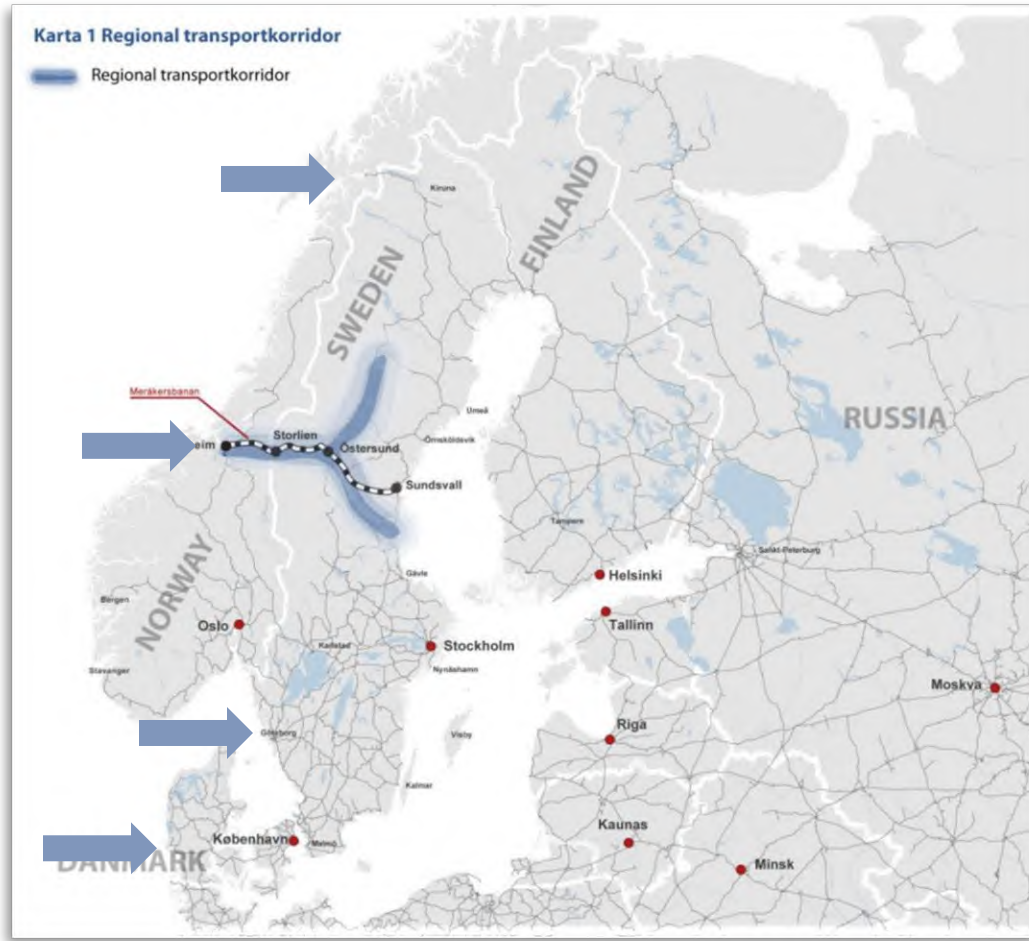 Karta 1 Regional transportkorridor
Regional transportkorridor
Kiruna
FINLAND
SWEDEN
Meråkersbanan
Umeå
RUSSIA
eim
Storlien
Östersund
Örnsköldsvik
Sundsvall
Tampere
Sankt-Peterburg
NORWAY
Gävle
Helsinki
Bergen
Oslo
Tallinn
Karlstad
Stockholm
Stavanger
Nynäshamn
Moskva
Riga
Göteborg
Visby
Kalmar
Kaunas
København
Malmö
DANMARK
Minsk